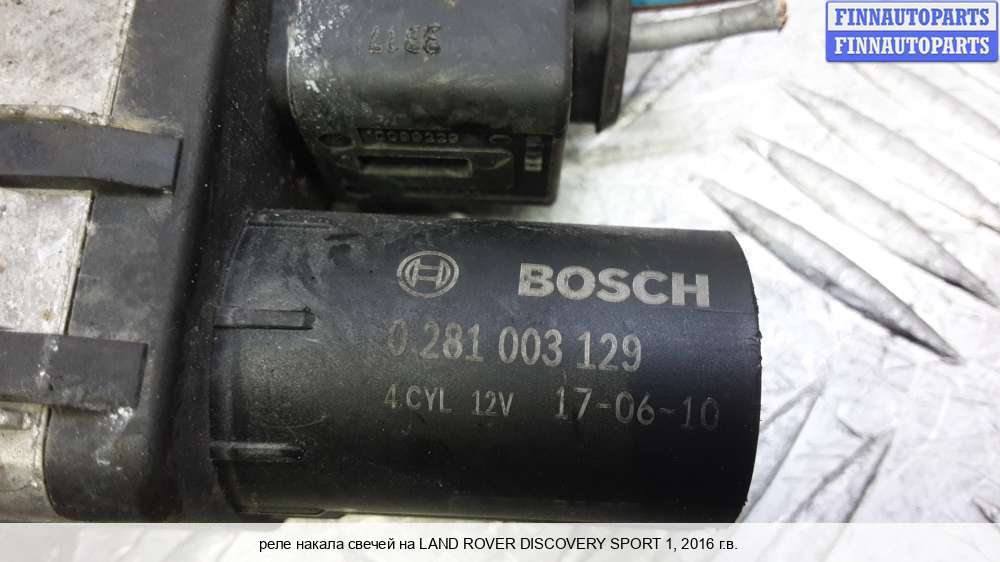 FINNAUTOPARTS
FINNAUTOPARTS
BOSCH
0 281 003 129
4 CYL 12V 17-06-10
реле накала свечей на LAND ROVER DISCOVERY SPORT 1, 2016 г.в.